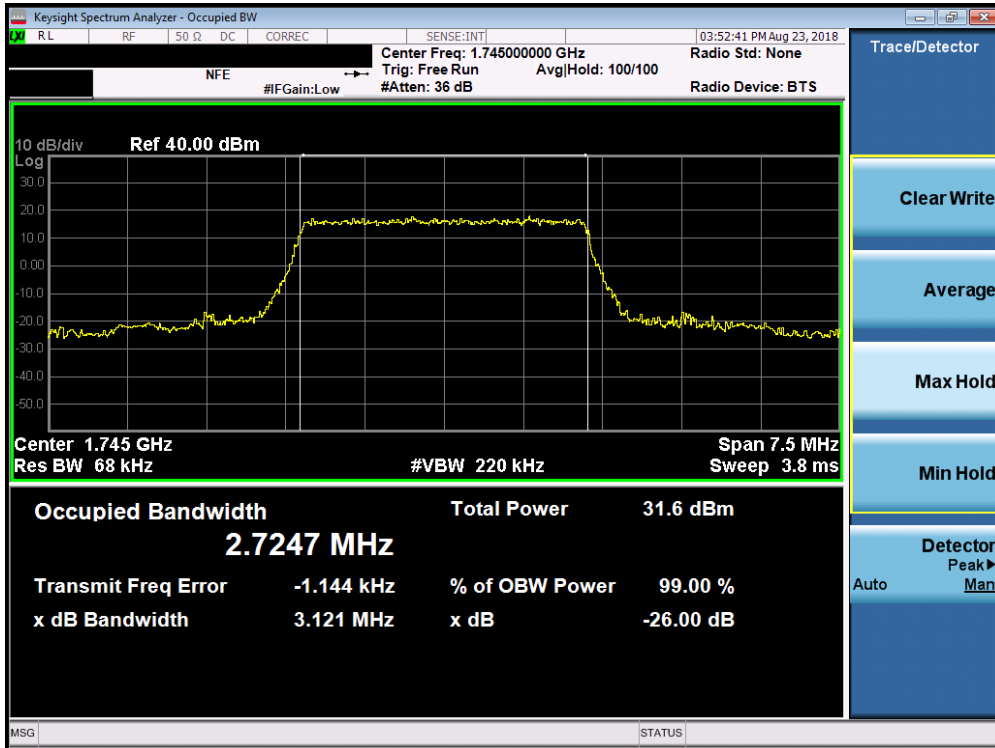 Keysight Spectrum Analyzer - Occupied BW
LXI RL RF 50 Ω DC CORREC SENSE:INT 03:52:41 PM Aug 23, 2018
Center Freq: 1.745000000 GHz Radio Std: None
NFE Trig: Free Run Avg|Hold: 100/100
#IFGain:Low #Atten: 36 dB Radio Device: BTS
10 dB/div Ref 40.00 dBm
Log
30.0
20.0
10.0
0.00
-10.0
-20.0
-30.0
-40.0
-50.0
Center 1.745 GHz Span 7.5 MHz
Res BW 68 kHz #VBW 220 kHz Sweep 3.8 ms
Occupied Bandwidth Total Power 31.6 dBm
2.7247 MHz
Transmit Freq Error -1.144 kHz % of OBW Power 99.00 %
x dB Bandwidth 3.121 MHz x dB -26.00 dB
MSG STATUS
Trace/Detector
Clear Write
Average
Max Hold
Min Hold
Detector
Peak▶
Auto Man